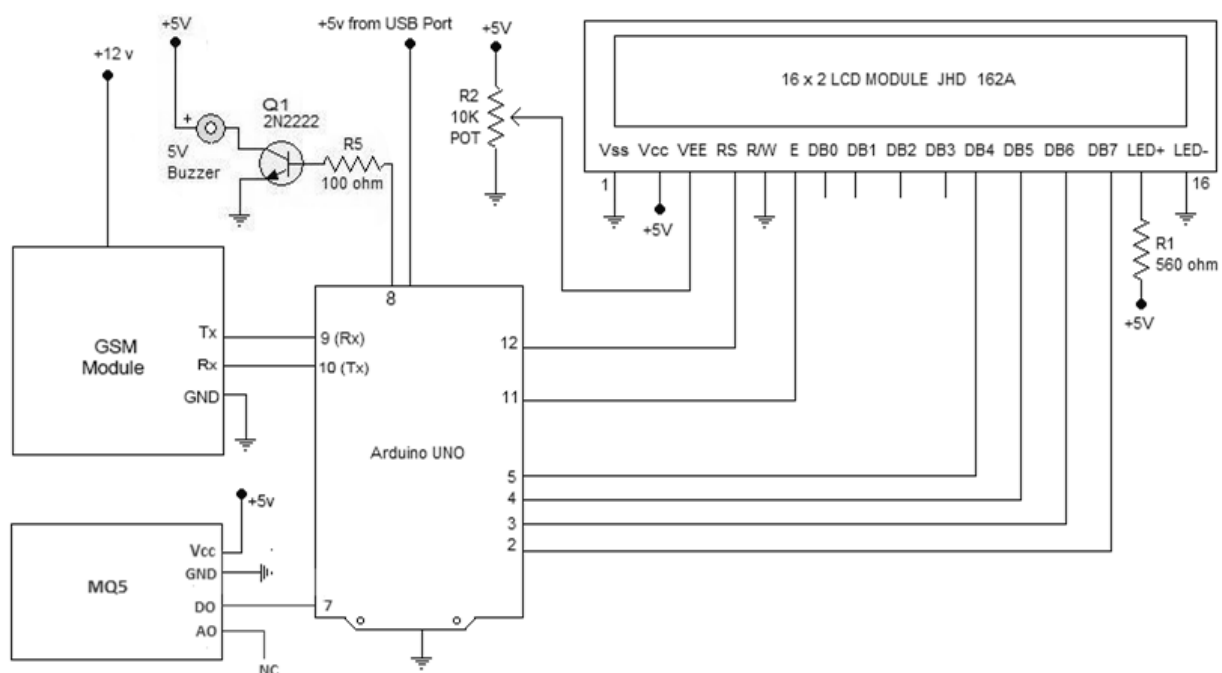 +5V
+5v from USB Port
+5V
+12 v
Q1
2N2222
R5
100 ohm
+
5V
Buzzer
R2
10K
POT
16 x 2 LCD MODULE JHD 162A
Vss Vcc VEE RS R/W E DB0 DB1 DB2 DB3 DB4 DB5 DB6 DB7 LED+ LED-
1
16
+5V
R1
560 ohm
+5V
8
GSM
Module
Tx
Rx
GND
9 (Rx)
10 (Tx)
12
11
Arduino UNO
5
4
3
2
+5v
MQ5
Vcc
GND
DO
AO
7
NC